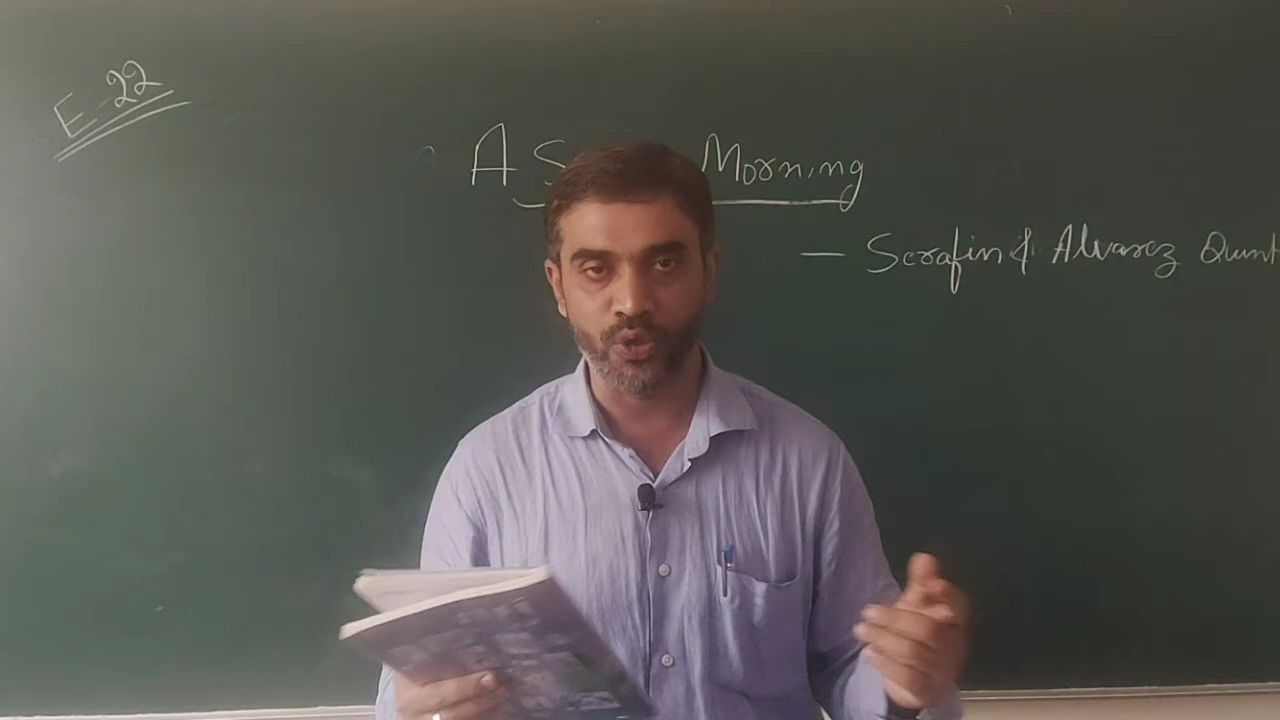 E-22
A S Morning
— Serafin & Alvarez Quint